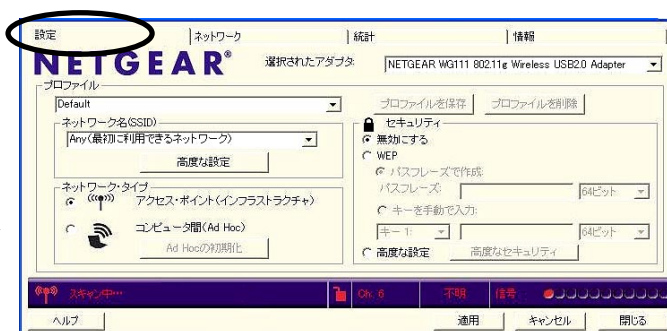 設定 ネットワーク 統計 情報
NETGEAR® 選択されたアダプタ: NETGEAR WG111 802.11g Wireless USB2.0 Adapter
プロファイル
Default プロファイルを保存 プロファイルを削除
ネットワーク名(SSID) セキュリティ
Any(最初に利用できるネットワーク) 無効にする
高度な設定 WEP
パスフレーズで作成:
ネットワーク・タイプ パスフレーズ: 64ビット
アクセス・ポイント(インフラストラクチャ) キーを手動で入力:
コンピュータ間(Ad Hoc) キー 1: 64ビット
Ad Hocの初期化 高度な設定 高度なセキュリティ
スキャン中… Ch: 6 不明 信号
ヘルプ 適用 キャンセル 閉じる